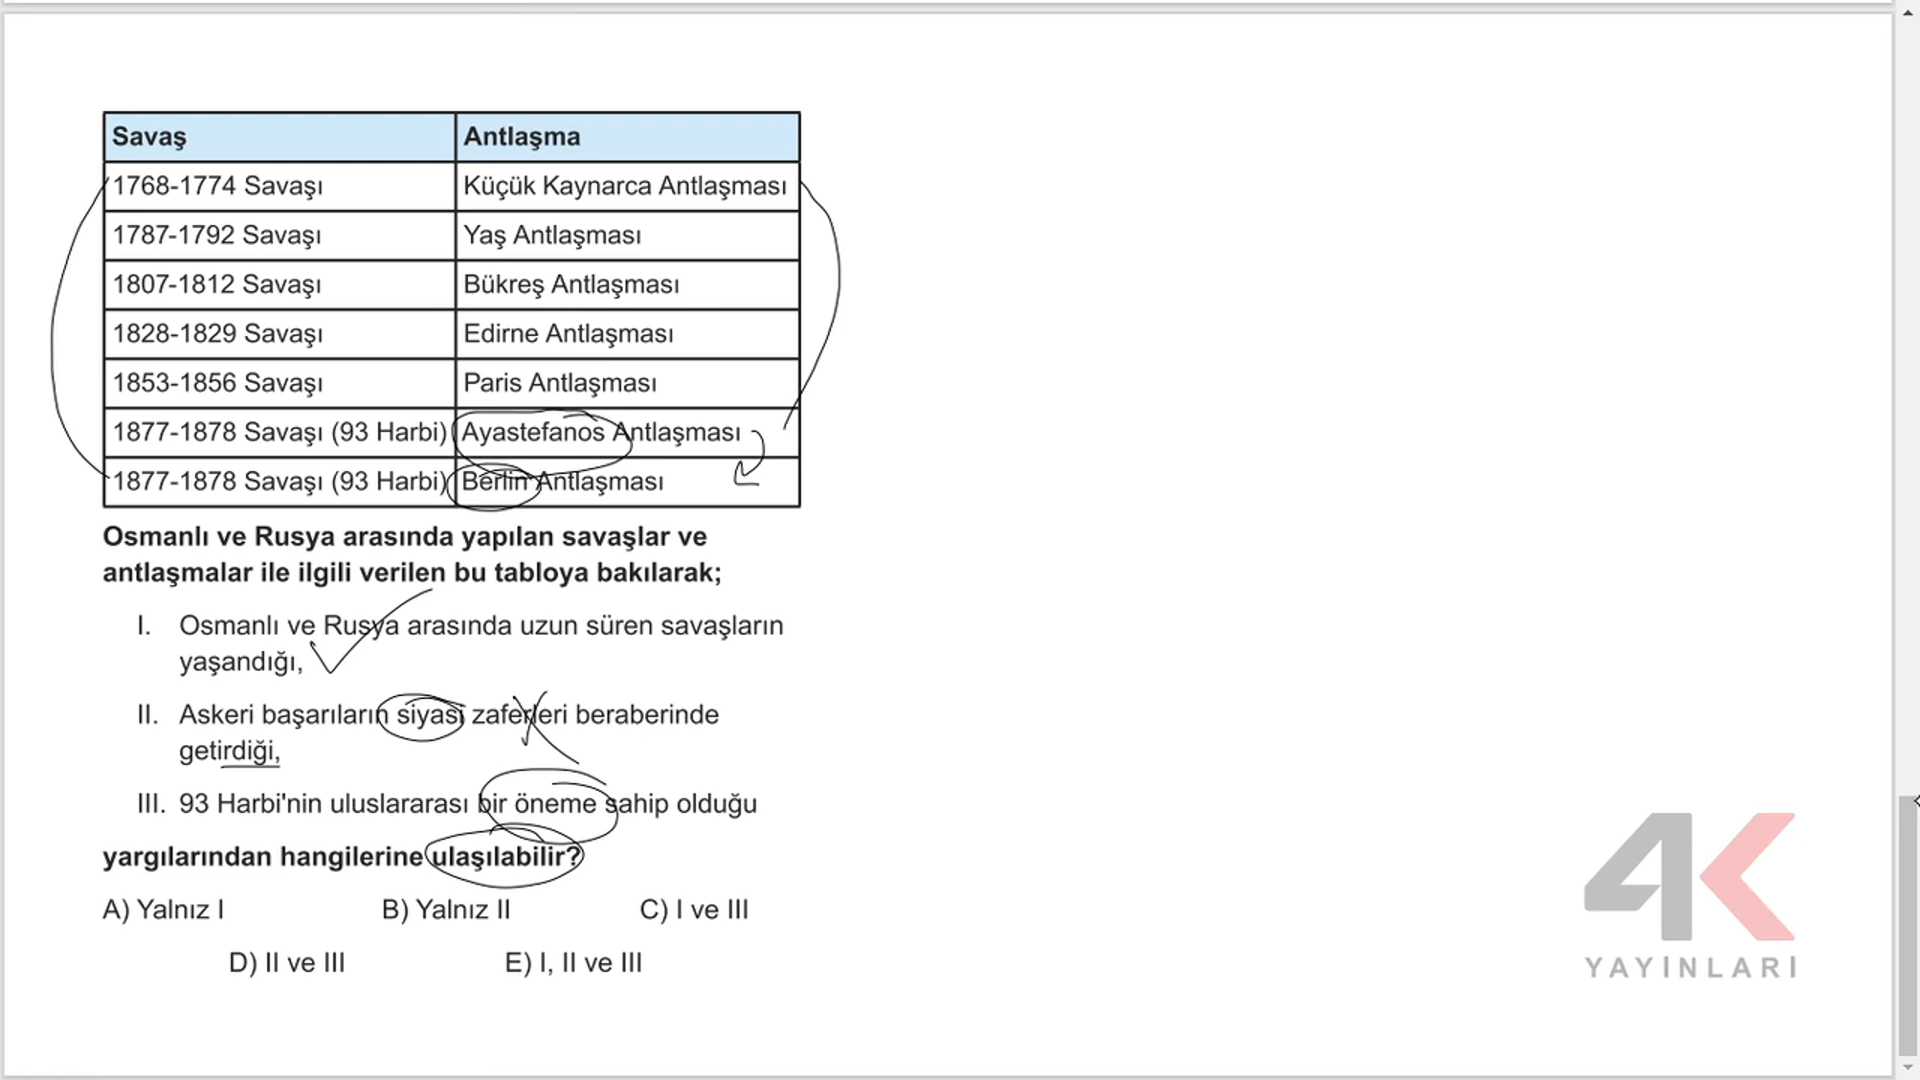 Savaş Antlaşma
1768-1774 Savaşı Küçük Kaynarca Antlaşması
1787-1792 Savaşı Yaş Antlaşması
1807-1812 Savaşı Bükreş Antlaşması
1828-1829 Savaşı Edirne Antlaşması
1853-1856 Savaşı Paris Antlaşması
1877-1878 Savaşı (93 Harbi) Ayastefanos Antlaşması
1877-1878 Savaşı (93 Harbi) Berlin Antlaşması
Osmanlı ve Rusya arasında yapılan savaşlar ve
antlaşmalar ile ilgili verilen bu tabloya bakılarak;
I. Osmanlı ve Rusya arasında uzun süren savaşların
yaşandığı,
II. Askeri başarıların siyasi zaferleri beraberinde
getirdiği,
III. 93 Harbi'nin uluslararası bir öneme sahip olduğu
yargılarından hangilerine ulaşılabilir?
A) Yalnız I B) Yalnız II C) I ve III
D) II ve III E) I, II ve III
4K
YAYINLARI